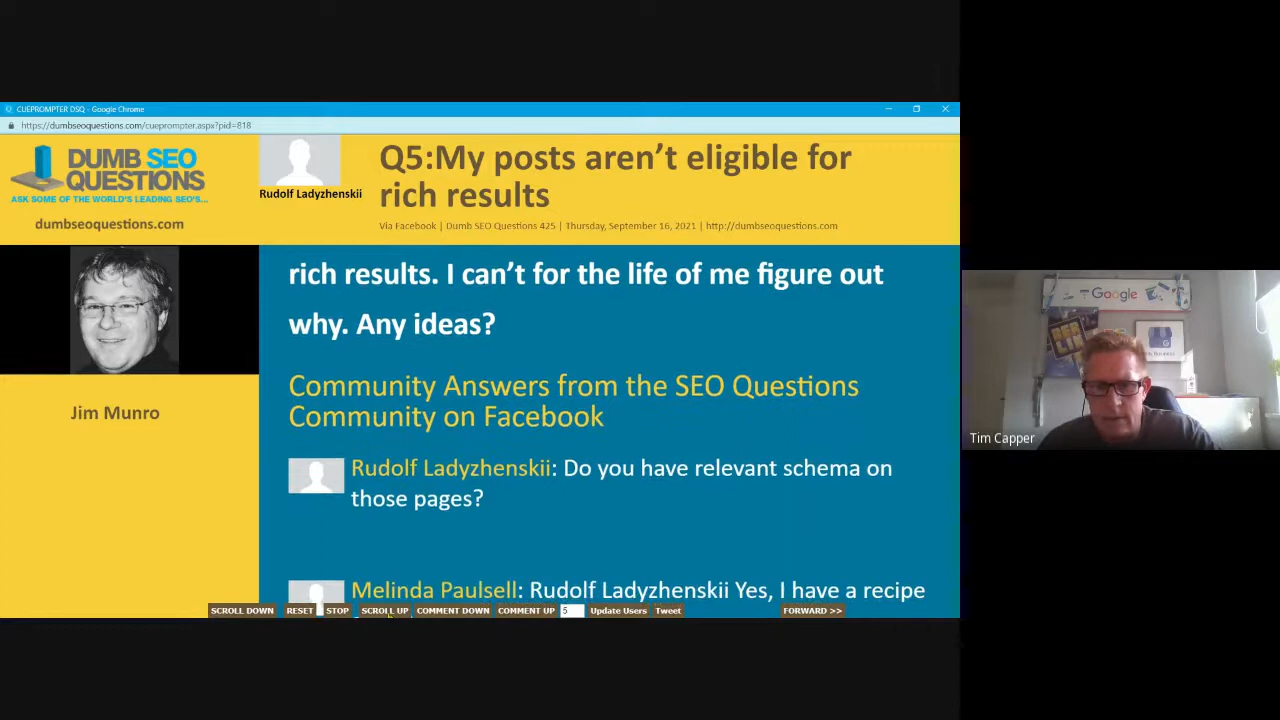 CUEPROMPTER DSQ - Google Chrome
https://dumbseoquestions.com/cueprompter.aspx?pid=818
DUMB SEO
QUESTIONS
ASK SOME OF THE WORLD'S LEADING SEO'S...
dumbseoquestions.com
Rudolf Ladyzhenskii
Q5:My posts aren't eligible for
rich results
Via Facebook | Dumb SEO Questions 425 | Thursday, September 16, 2021 | http://dumbseoquestions.com
Jim Munro
rich results. I can't for the life of me figure out
why. Any ideas?
Community Answers from the SEO Questions
Community on Facebook
Rudolf Ladyzhenskii: Do you have relevant schema on
those pages?
Melinda Paulsell: Rudolf Ladyzhenskii Yes, I have a recipe
SCROLL DOWN RESET STOP SCROLL UP COMMENT DOWN COMMENT UP 5 Update Users Tweet FORWARD >>
Google
Business
Tim Capper